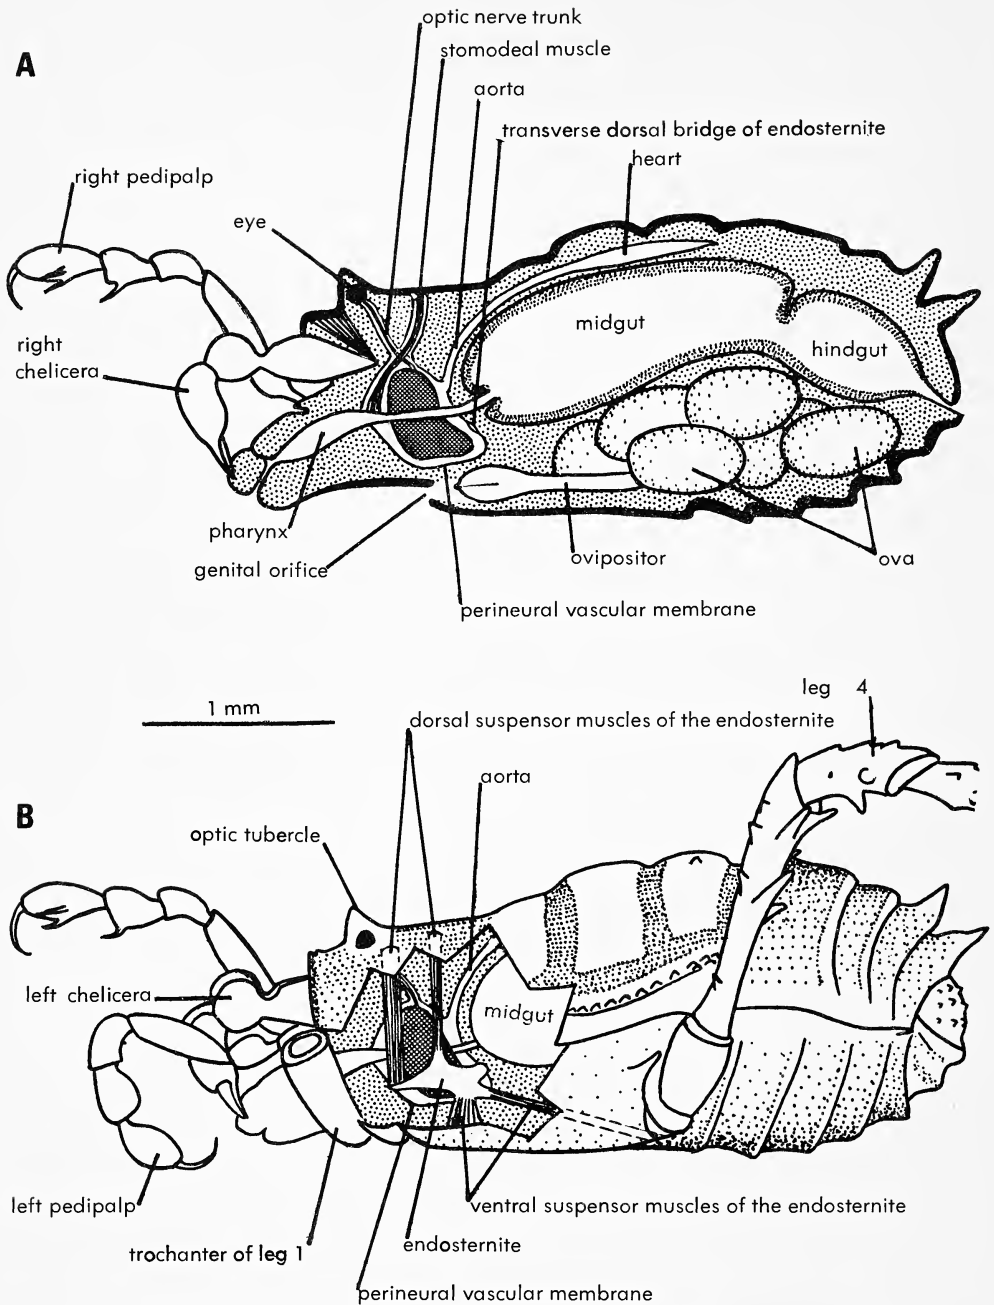 A
optic nerve trunk
stomodeal muscle
aorta
transverse dorsal bridge of endosternite
heart
right pedipalp
eye
right
chelicera
midgut
hindgut
pharynx
genital orifice
ovipositor
ova
perineural vascular membrane
1 mm
leg 4
dorsal suspensor muscles of the endosternite
aorta
B
optic tubercle
left chelicera
midgut
left pedipalp
ventral suspensor muscles of the endosternite
trochanter of leg 1
endosternite
perineural vascular membrane